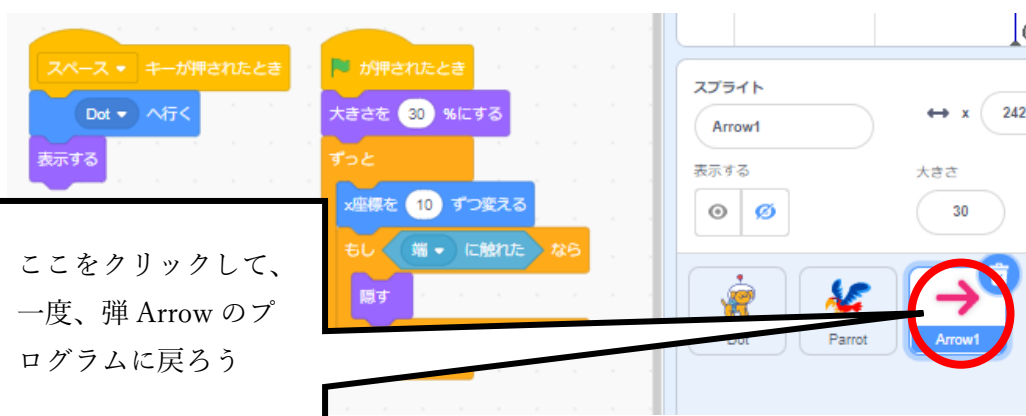 スペース キーが押されたとき
Dot へ行く
表示する
が押されたとき
大きさを 30 %にする
ずっと
x座標を 10 ずつ変える
もし 端 に触れた なら
隠す
ここをクリックして、
一度、弾 Arrow のプ
ログラムに戻ろう
スプライト
Arrow1
x 242
表示する
大きさ
30
Dot
Parrot
Arrow1